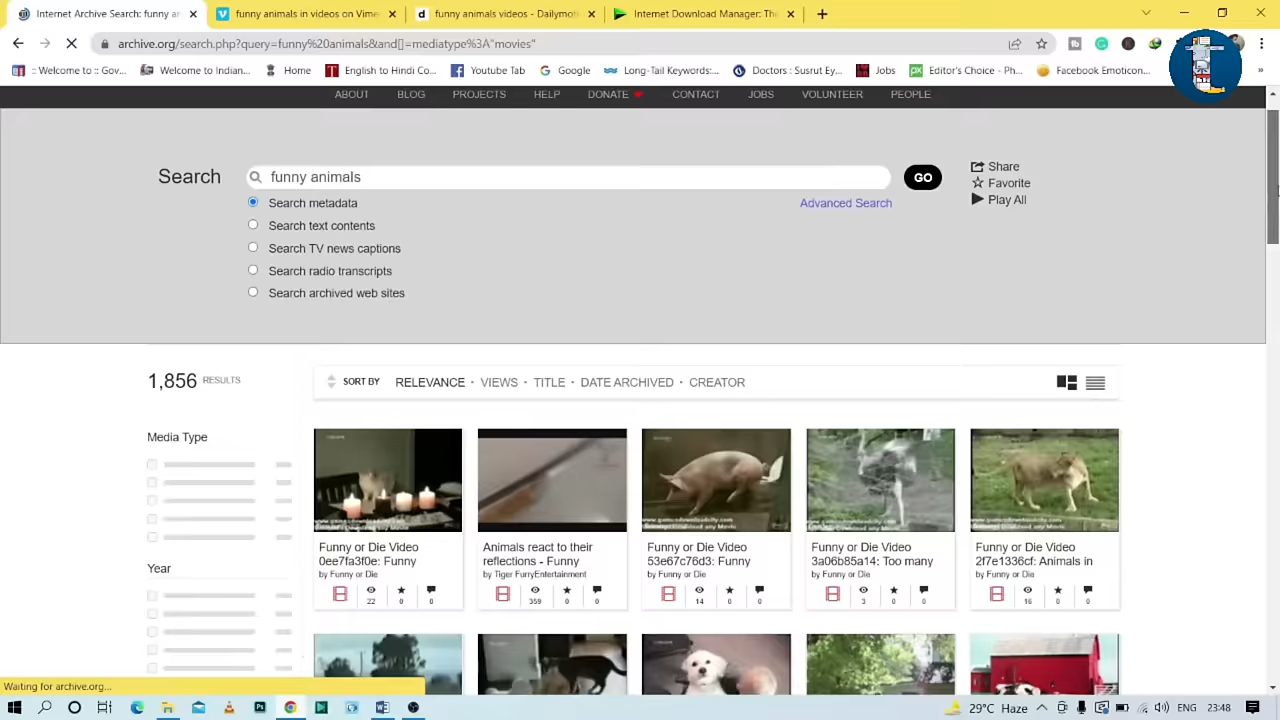 Internet Archive Search: funny a
funny animals in videos on Vime
funny animals videos - Dailymoti
Internet Download Manager: The
archive.org/search.php?query=funny%20animals&and[]=mediatype%3A"movies"
:: Welcome to :: Gov...
Welcome to Indian...
Home
English to Hindi Co...
Youtube Tab
Google
Long-Tail Keywords:...
Doctors : Susrut Ey...
Jobs
Editor's Choice - Ph...
Facebook Emoticon...
ABOUT BLOG PROJECTS HELP DONATE CONTACT JOBS VOLUNTEER PEOPLE
Search
funny animals
GO
Share
Favorite
Play All
Search metadata
Advanced Search
Search text contents
Search TV news captions
Search radio transcripts
Search archived web sites
1,856 RESULTS
SORT BY RELEVANCE · VIEWS · TITLE · DATE ARCHIVED · CREATOR
Media Type
Year
Funny or Die Video
0ee7fa3f0e: Funny
by Funny or Die
22 0 0
Animals react to their
reflections - Funny
by Tiger FurryEntertainment
359 0 0
Funny or Die Video
53e67c76d3: Funny
by Funny or Die
14 0 0
Funny or Die Video
3a06b85a14: Too many
by Funny or Die
3 0 0
Funny or Die Video
2f7e1336cf: Animals in
by Funny or Die
16 0 0
Waiting for archive.org...
29°C Haze
ENG
23:48